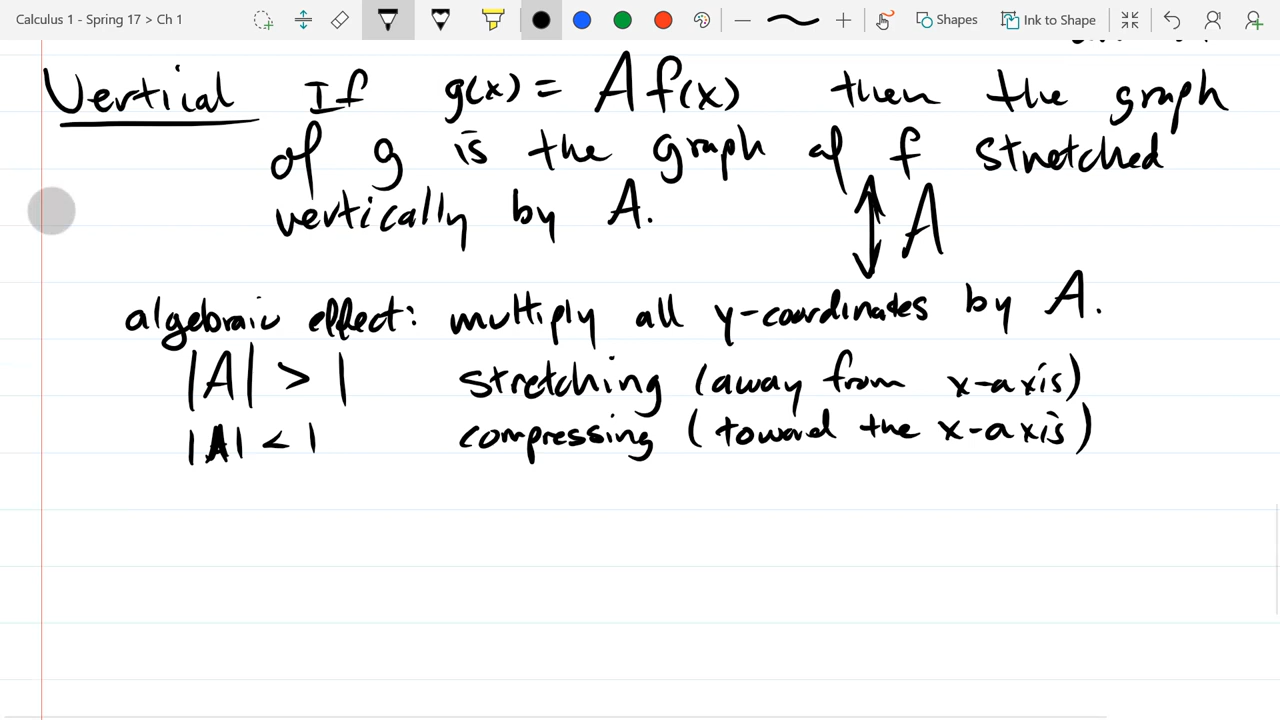 Calculus 1 - Spring 17 > Ch 1
Shapes
Ink to Shape
Vertical If g(x) = A f(x) then the graph
of g is the graph of f stretched
vertically by A. ↕ A
algebraic effect: multiply all y-coordinates by A.
|A| > 1 stretching (away from x-axis)
|A| < 1 compressing (toward the x-axis)